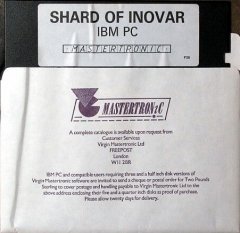 SHARD OF INOVAR
IBM PC
MASTERTRONIC
MASTERTRONiC
A complete catalogue is available upon request from
Customer Services
Virgin Mastertronic Ltd
FREEPOST
London
W11 2BR
IBM PC and compatible users requiring three and a half inch disk versions of
Virgin Mastertronic software are invited to send a cheque or postal order for Two Pounds
Sterling to cover postage and handling payable to Virgin Mastertronic Ltd to the
above address enclosing their five and a quarter inch disks as proof of purchase.
Please allow twenty days for delivery.